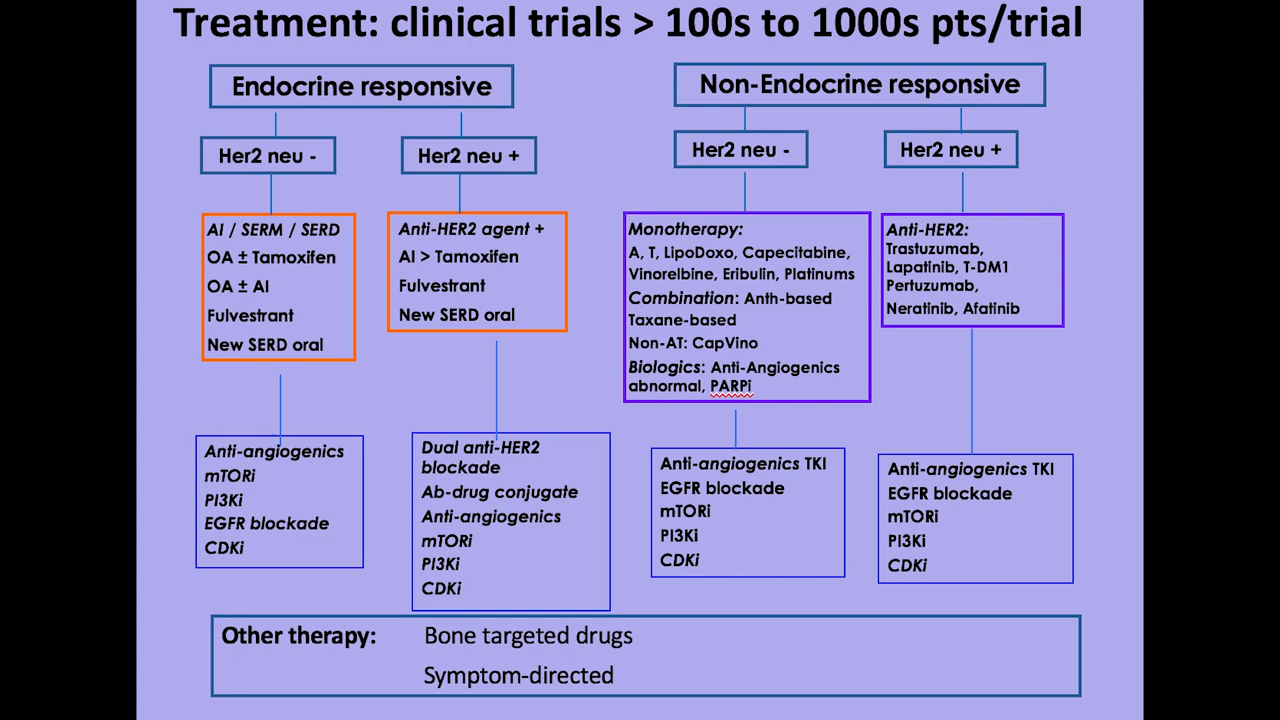 Treatment: clinical trials > 100s to 1000s pts/trial
Endocrine responsive
Non-Endocrine responsive
Her2 neu -
Her2 neu +
Her2 neu -
Her2 neu +
AI / SERM / SERD
OA ± Tamoxifen
OA ± AI
Fulvestrant
New SERD oral
Anti-HER2 agent +
AI > Tamoxifen
Fulvestrant
New SERD oral
Monotherapy:
A, T, LipoDoxo, Capecitabine,
Vinorelbine, Eribulin, Platinums
Combination: Anth-based
Taxane-based
Non-AT: CapVino
Biologics: Anti-Angiogenics
abnormal, PARPi
Anti-HER2:
Trastuzumab,
Lapatinib, T-DM1
Pertuzumab,
Neratinib, Afatinib
Anti-angiogenics
mTORi
PI3Ki
EGFR blockade
CDKi
Dual anti-HER2
blockade
Ab-drug conjugate
Anti-angiogenics
mTORi
PI3Ki
CDKi
Anti-angiogenics TKI
EGFR blockade
mTORi
PI3Ki
CDKi
Anti-angiogenics TKI
EGFR blockade
mTORi
PI3Ki
CDKi
Other therapy: Bone targeted drugs
Symptom-directed